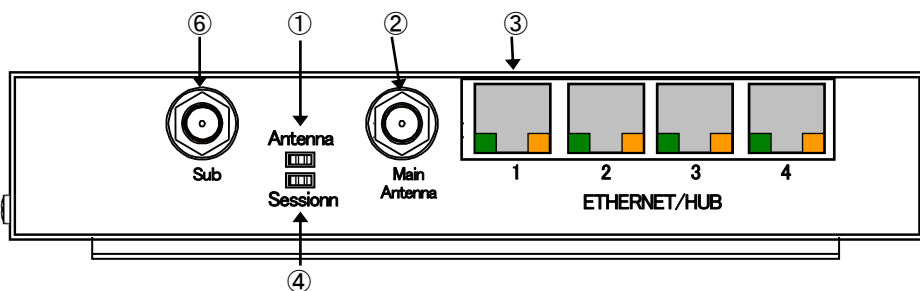 ⑥ ① ② ③
Antenna
Sub
Main
Antenna
Sessionn
1 2 3 4
ETHERNET/HUB
④